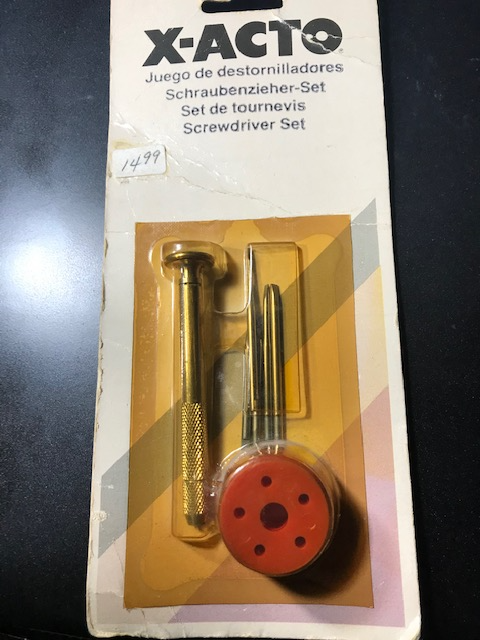 X-ACTO®
Juego de destornilladores
Schraubenzieher-Set
Set de tournevis
Screwdriver Set
1499